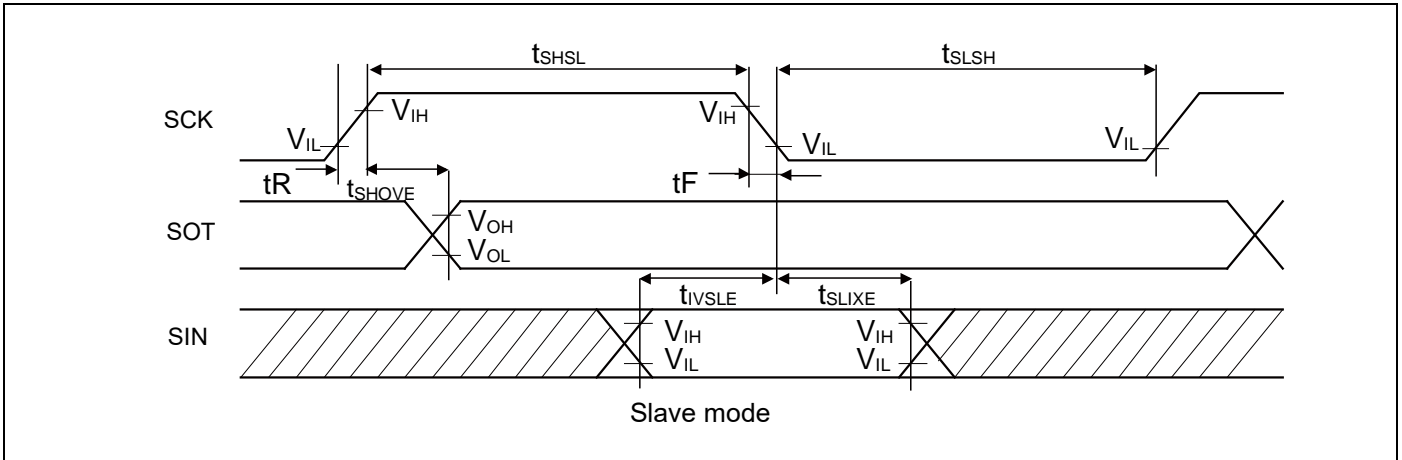 tSHSL tSLSH
SCK VIH VIH
VIL VIL VIL
tR tSHOVE tF
SOT VOH
VOL
tIVSLE tSLIXE
SIN VIH VIH
VIL VIL
Slave mode